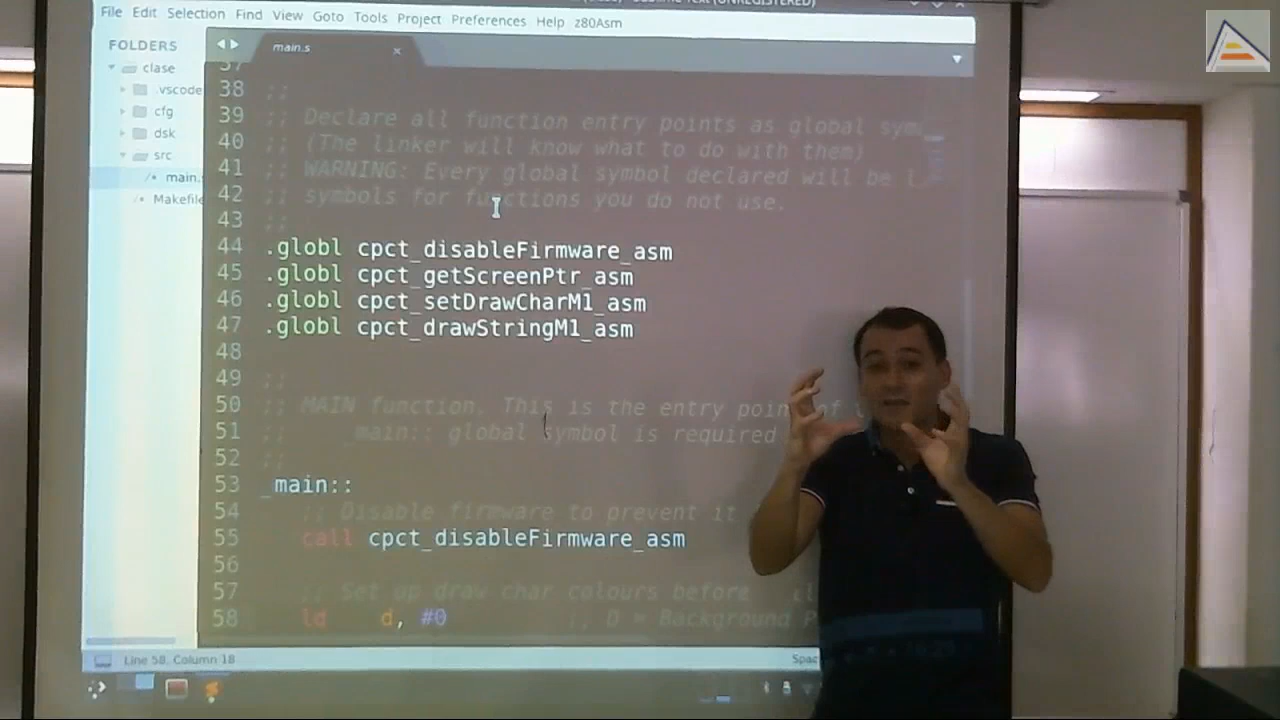 Sublime Text (UNREGISTERED)
File Edit Selection Find View Goto Tools Project Preferences Help z80Asm
FOLDERS
clase
.vscode
cfg
dsk
src
main.
Makefile
main.s
37
38 ;;
39 ;; Declare all function entry points as global sym
40 ;; (The linker will know what to do with them)
41 ;; WARNING: Every global symbol declared will be l
42 ;; symbols for functions you do not use.
43 ;;
44 .globl cpct_disableFirmware_asm
45 .globl cpct_getScreenPtr_asm
46 .globl cpct_setDrawCharM1_asm
47 .globl cpct_drawStringM1_asm
48
49 ;;
50 ;; MAIN function. This is the entry point of
51 ;; _main:: global symbol is required
52 ;;
53 _main::
54 ;; Disable firmware to prevent it
55 call cpct_disableFirmware_asm
56
57 ;; Set up draw char colours before
58 ld d, #0 ;; D = Background P
Line 58, Column 18
Spac